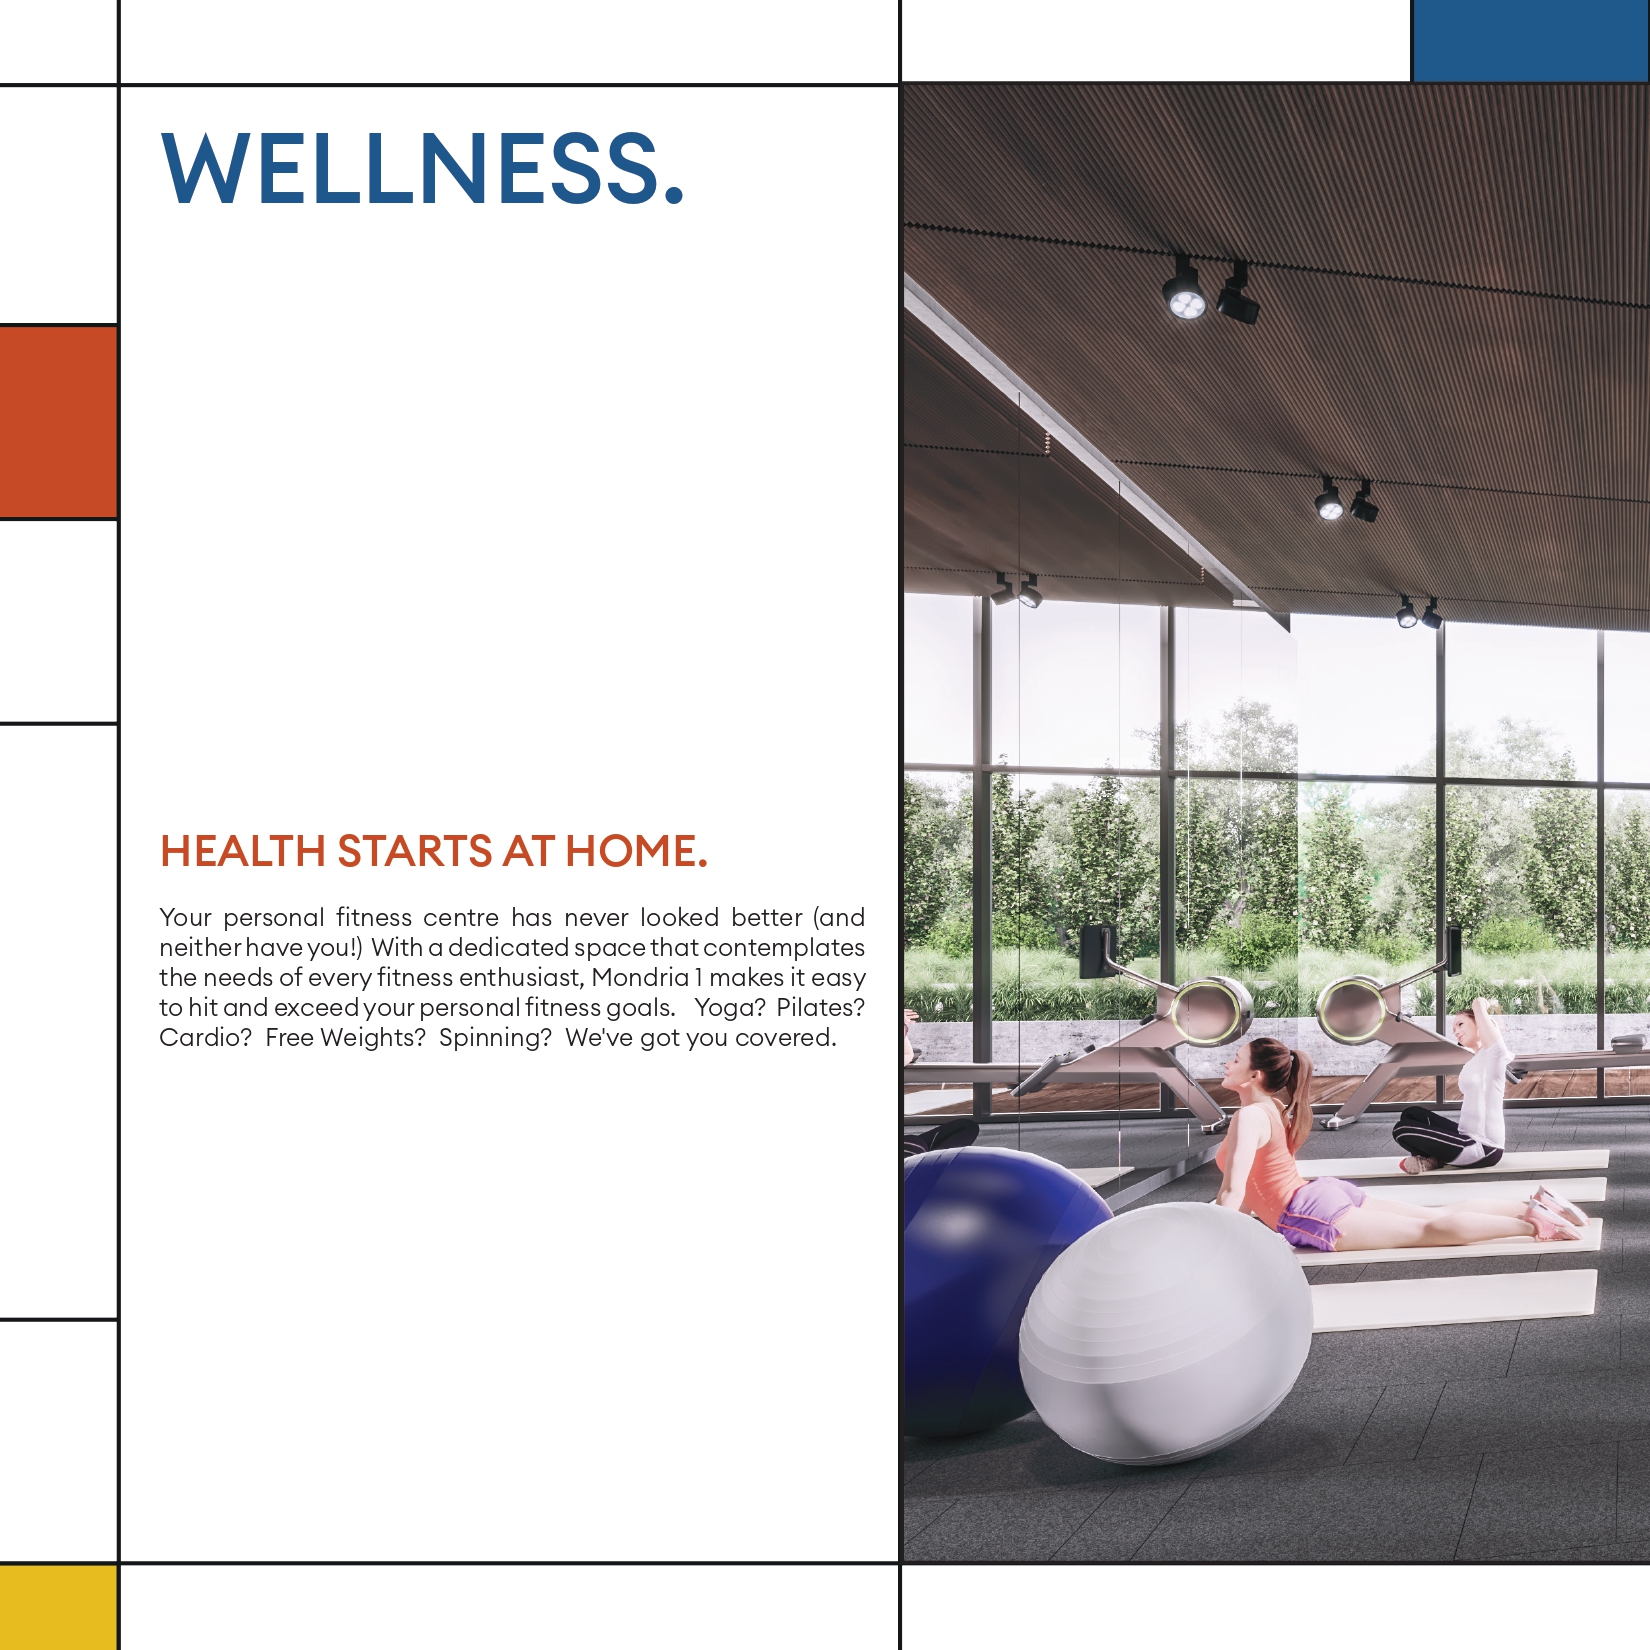 WELLNESS.
HEALTH STARTS AT HOME.
Your personal fitness centre has never looked better (and
neither have you!) With a dedicated space that contemplates
the needs of every fitness enthusiast, Mondria 1 makes it easy
to hit and exceed your personal fitness goals. Yoga? Pilates?
Cardio? Free Weights? Spinning? We've got you covered.